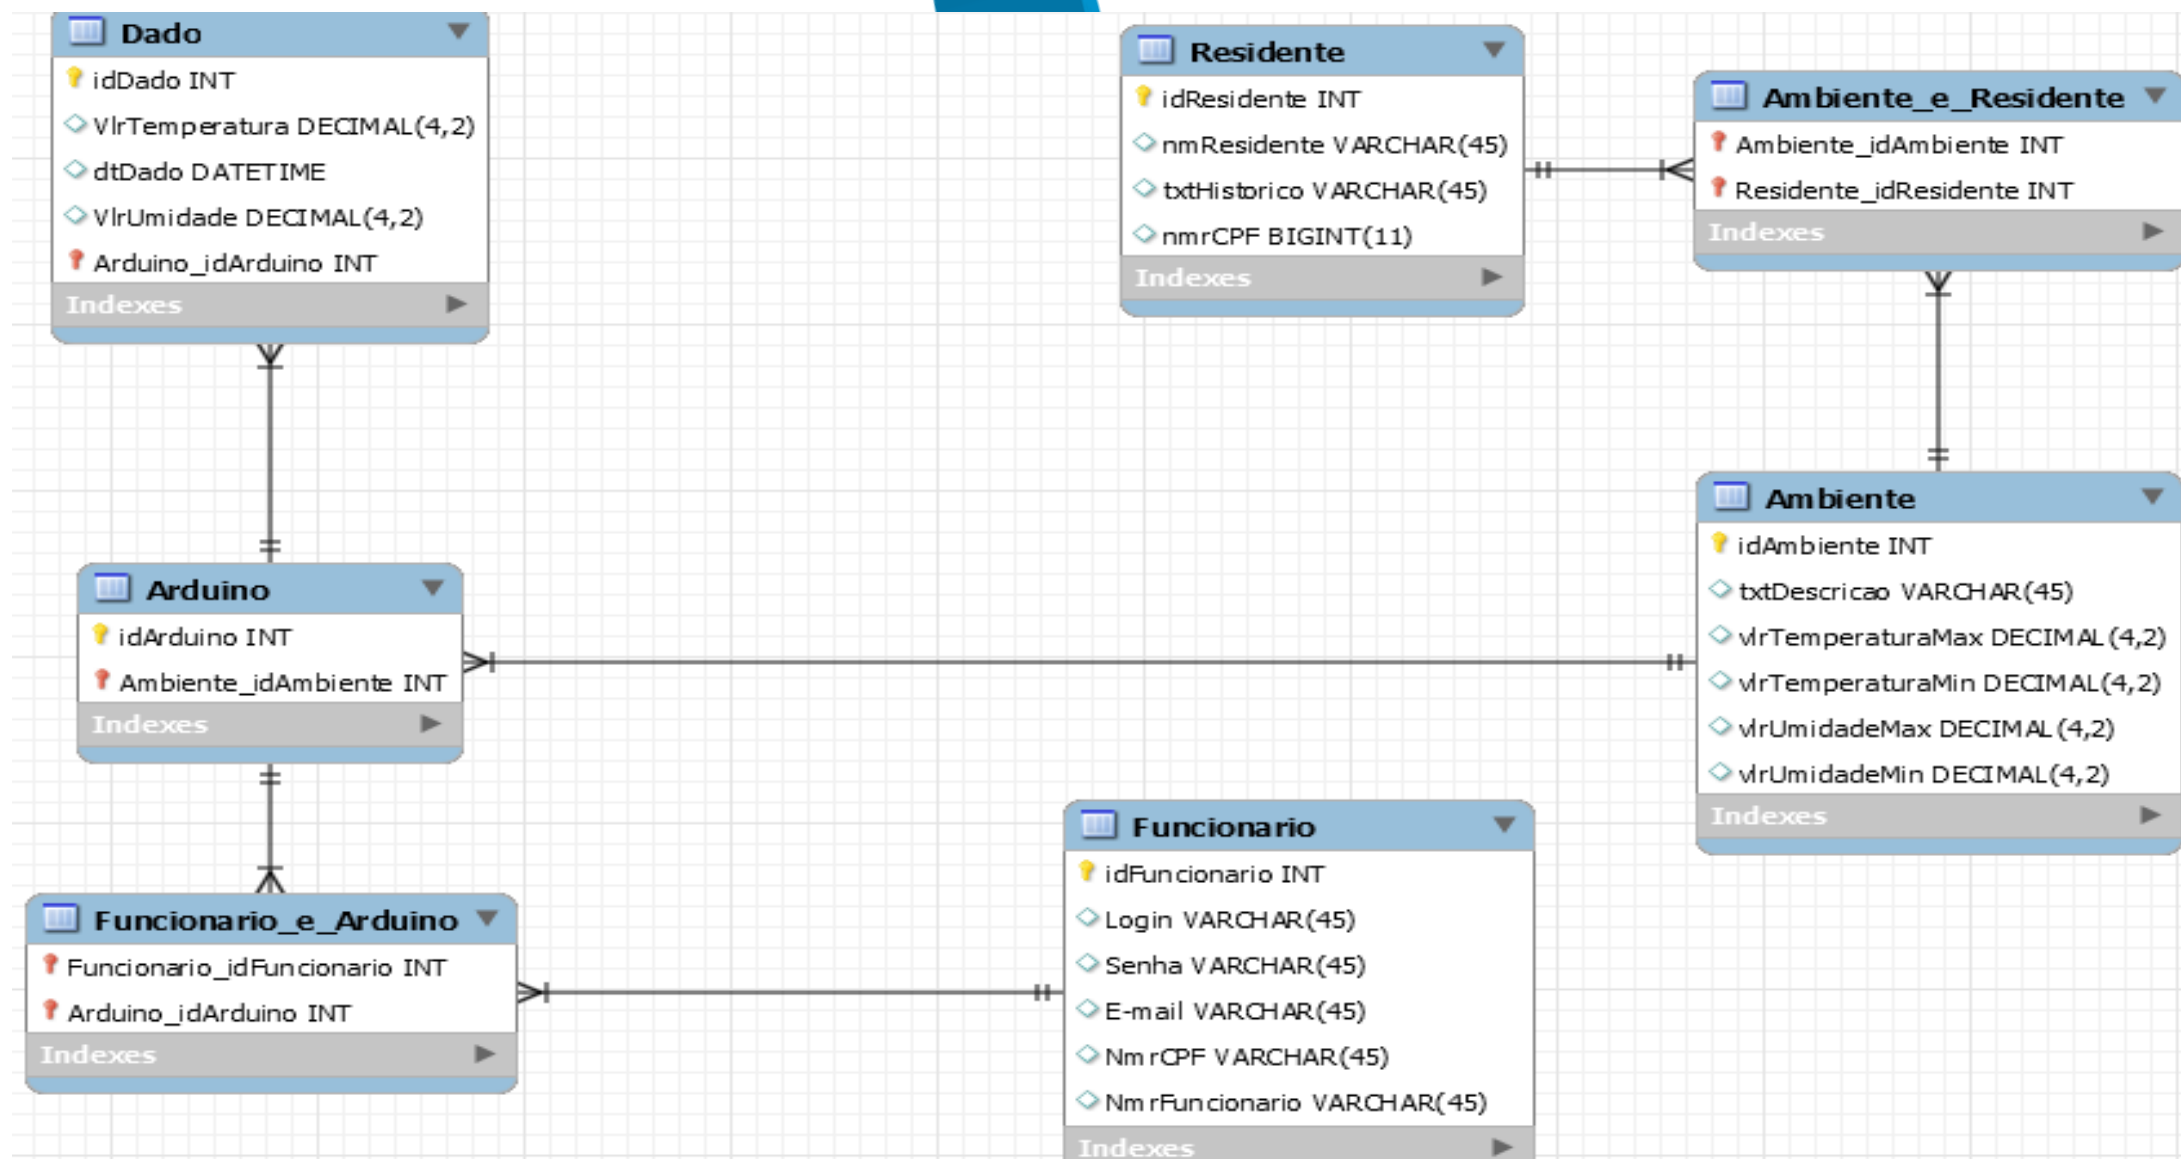 Dado
idDado INT
VlrTemperatura DECIMAL(4,2)
dtDado DATETIME
VlrUmidade DECIMAL(4,2)
Arduino_idArduino INT
Indexes
Residente
idResidente INT
nmResidente VARCHAR(45)
txtHistorico VARCHAR(45)
nmrCPF BIGINT(11)
Indexes
Ambiente_e_Residente
Ambiente_idAmbiente INT
Residente_idResidente INT
Indexes
Arduino
idArduino INT
Ambiente_idAmbiente INT
Indexes
Ambiente
idAmbiente INT
txtDescricao VARCHAR(45)
vlrTemperaturaMax DECIMAL(4,2)
vlrTemperaturaMin DECIMAL(4,2)
vlrUmidadeMax DECIMAL(4,2)
vlrUmidadeMin DECIMAL(4,2)
Indexes
Funcionario_e_Arduino
Funcionario_idFuncionario INT
Arduino_idArduino INT
Indexes
Funcionario
idFuncionario INT
Login VARCHAR(45)
Senha VARCHAR(45)
E-mail VARCHAR(45)
NmrCPF VARCHAR(45)
NmrFuncionario VARCHAR(45)
Indexes